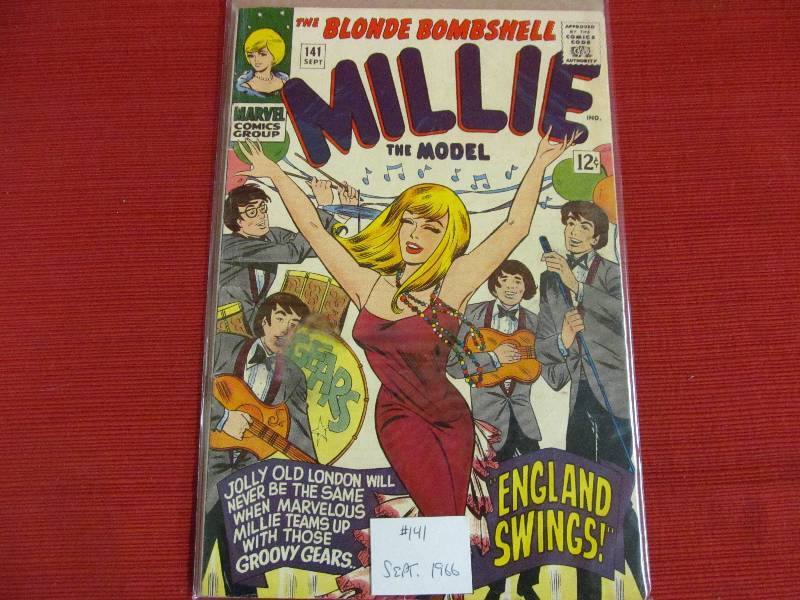 THE BLONDE BOMBSHELL
141
SEPT
APPROVED
BY THE
COMICS
CODE
AUTHORITY
MARVEL
COMICS
GROUP
MILLIE
IND.
THE MODEL
12¢
GEARS
JOLLY OLD LONDON WILL
NEVER BE THE SAME
WHEN MARVELOUS
MILLIE TEAMS UP
WITH THOSE
GROOVY GEARS..
"ENGLAND
SWINGS!"
#141
SEPT. 1966